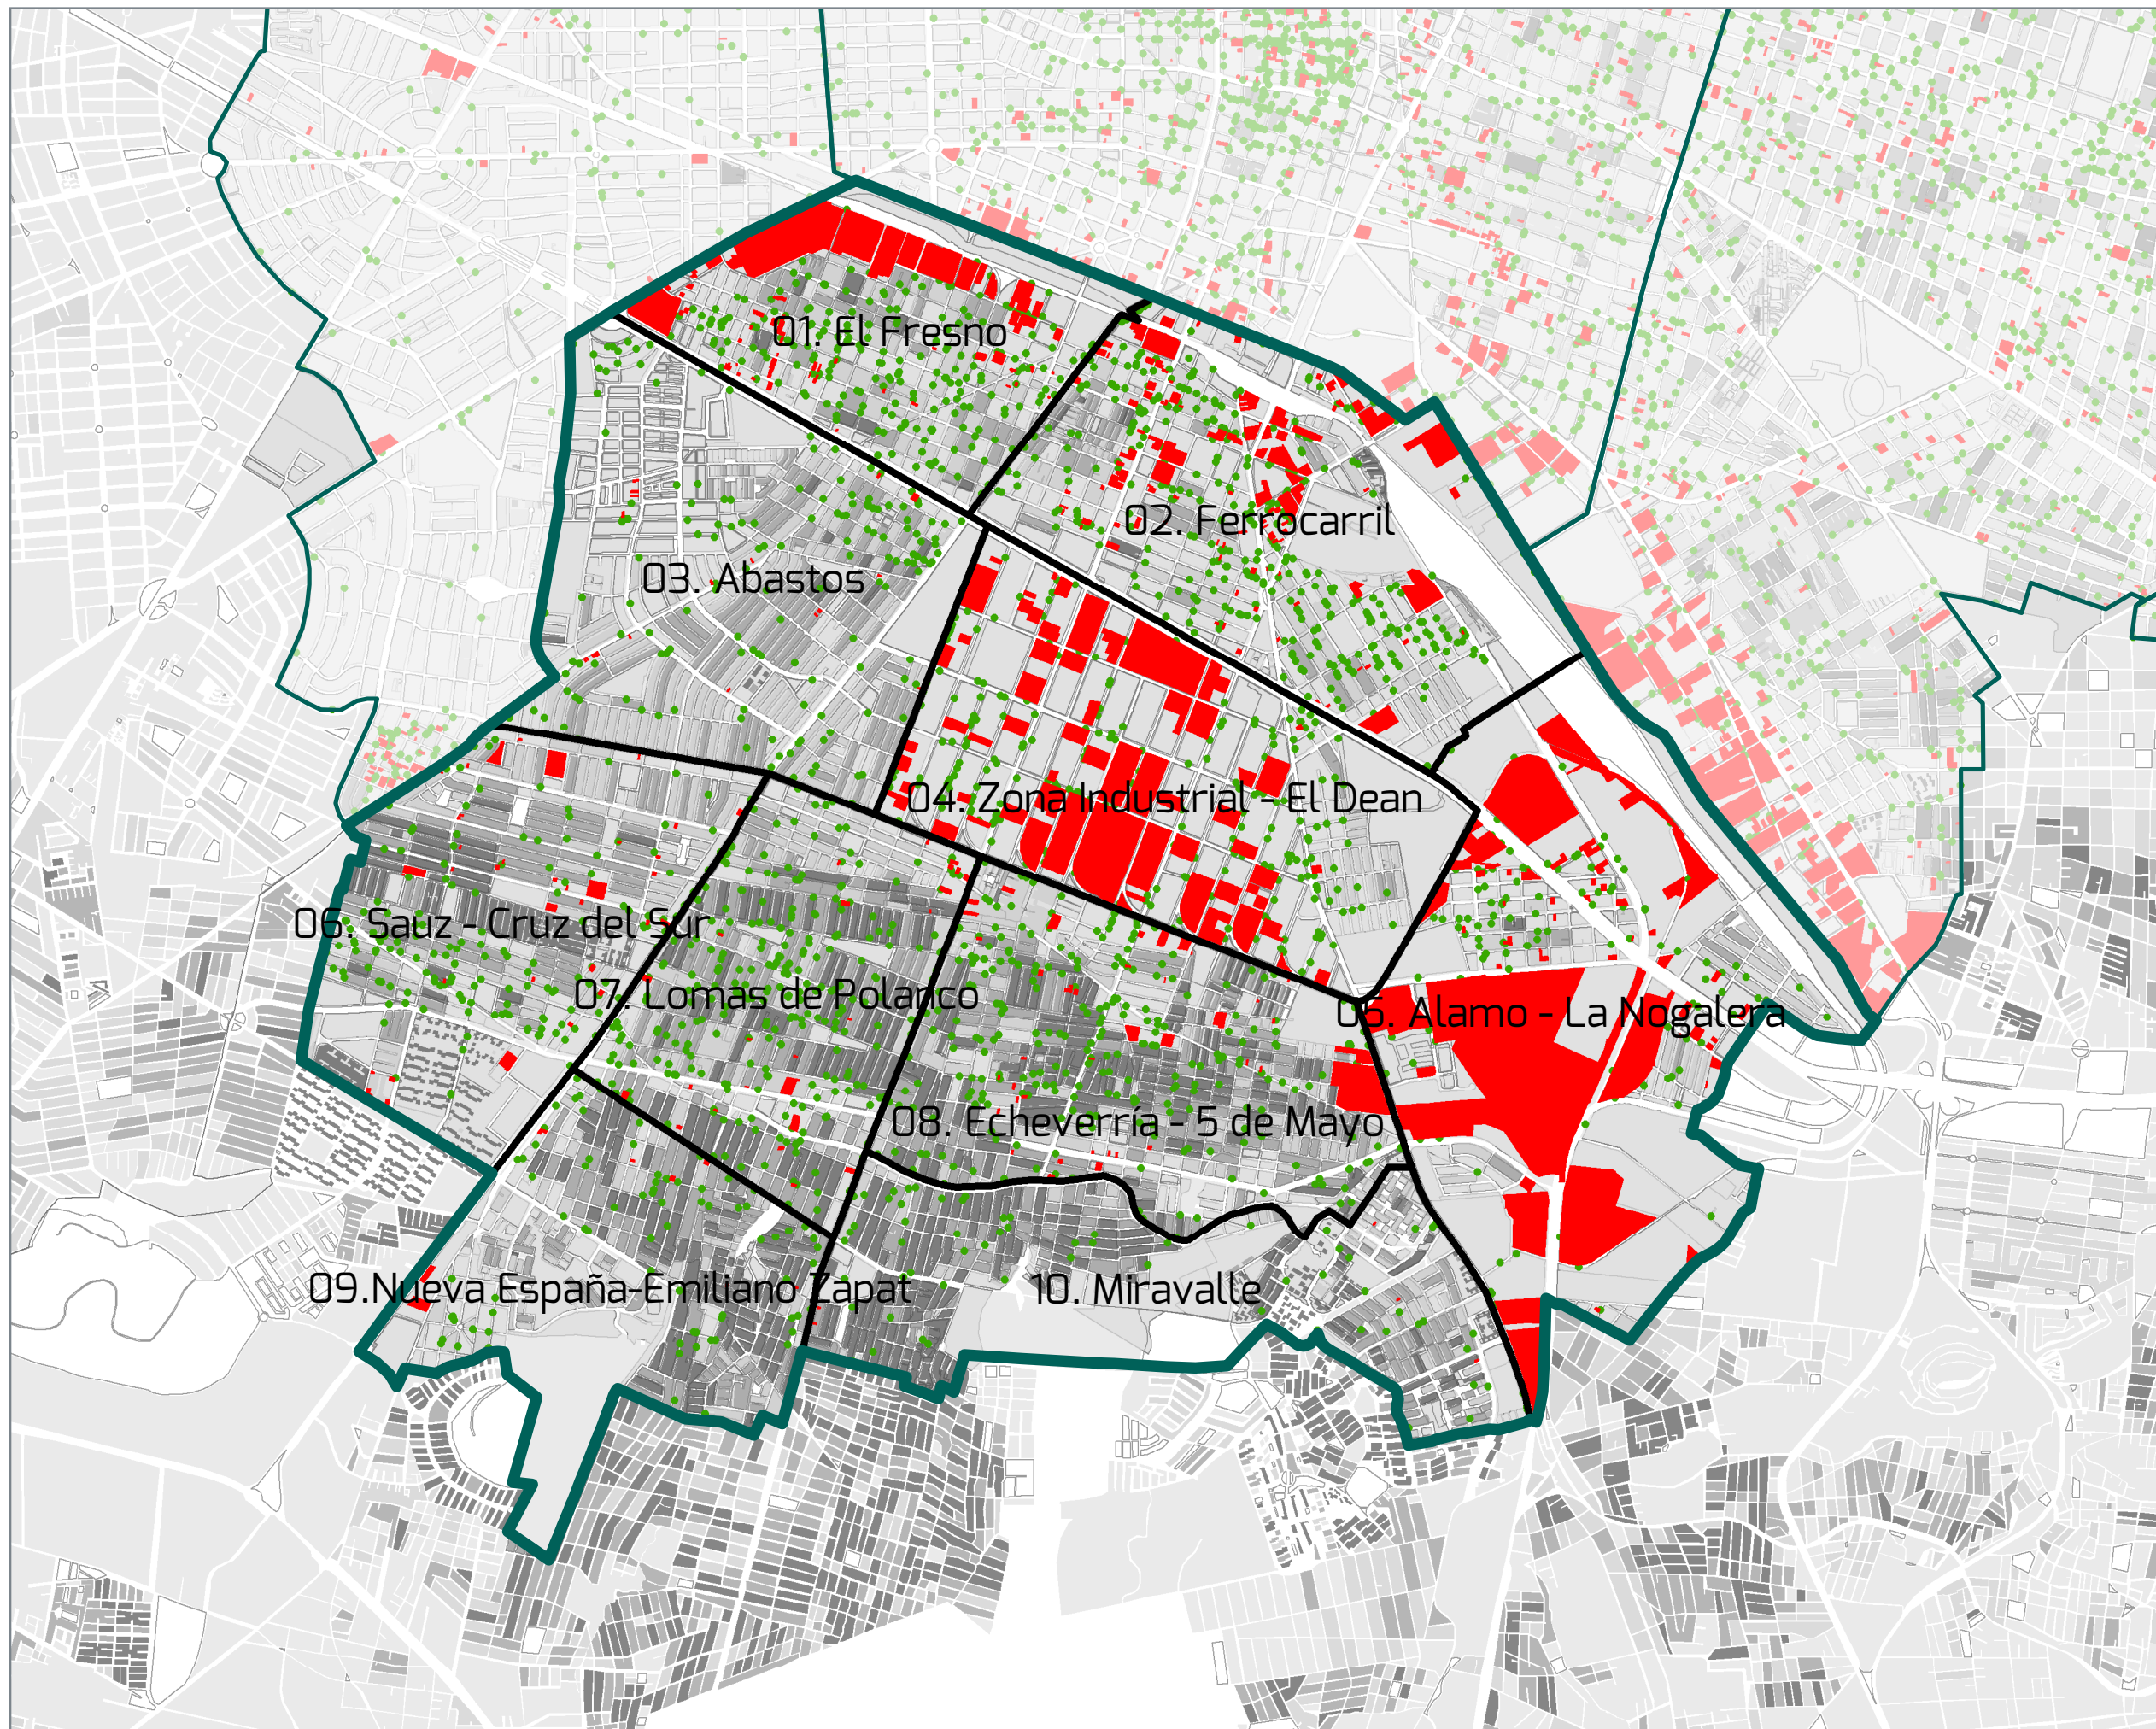 01. El Fresno
02. Ferrocarril
03. Abastos
04. Zona Industrial - El Dean
06. Sauz - Cruz del Sur
07. Lomas de Polanco
05. Alamo - La Nogalera
08. Echeverría - 5 de Mayo
09.Nueva España-Emiliano Zapat
10. Miravalle